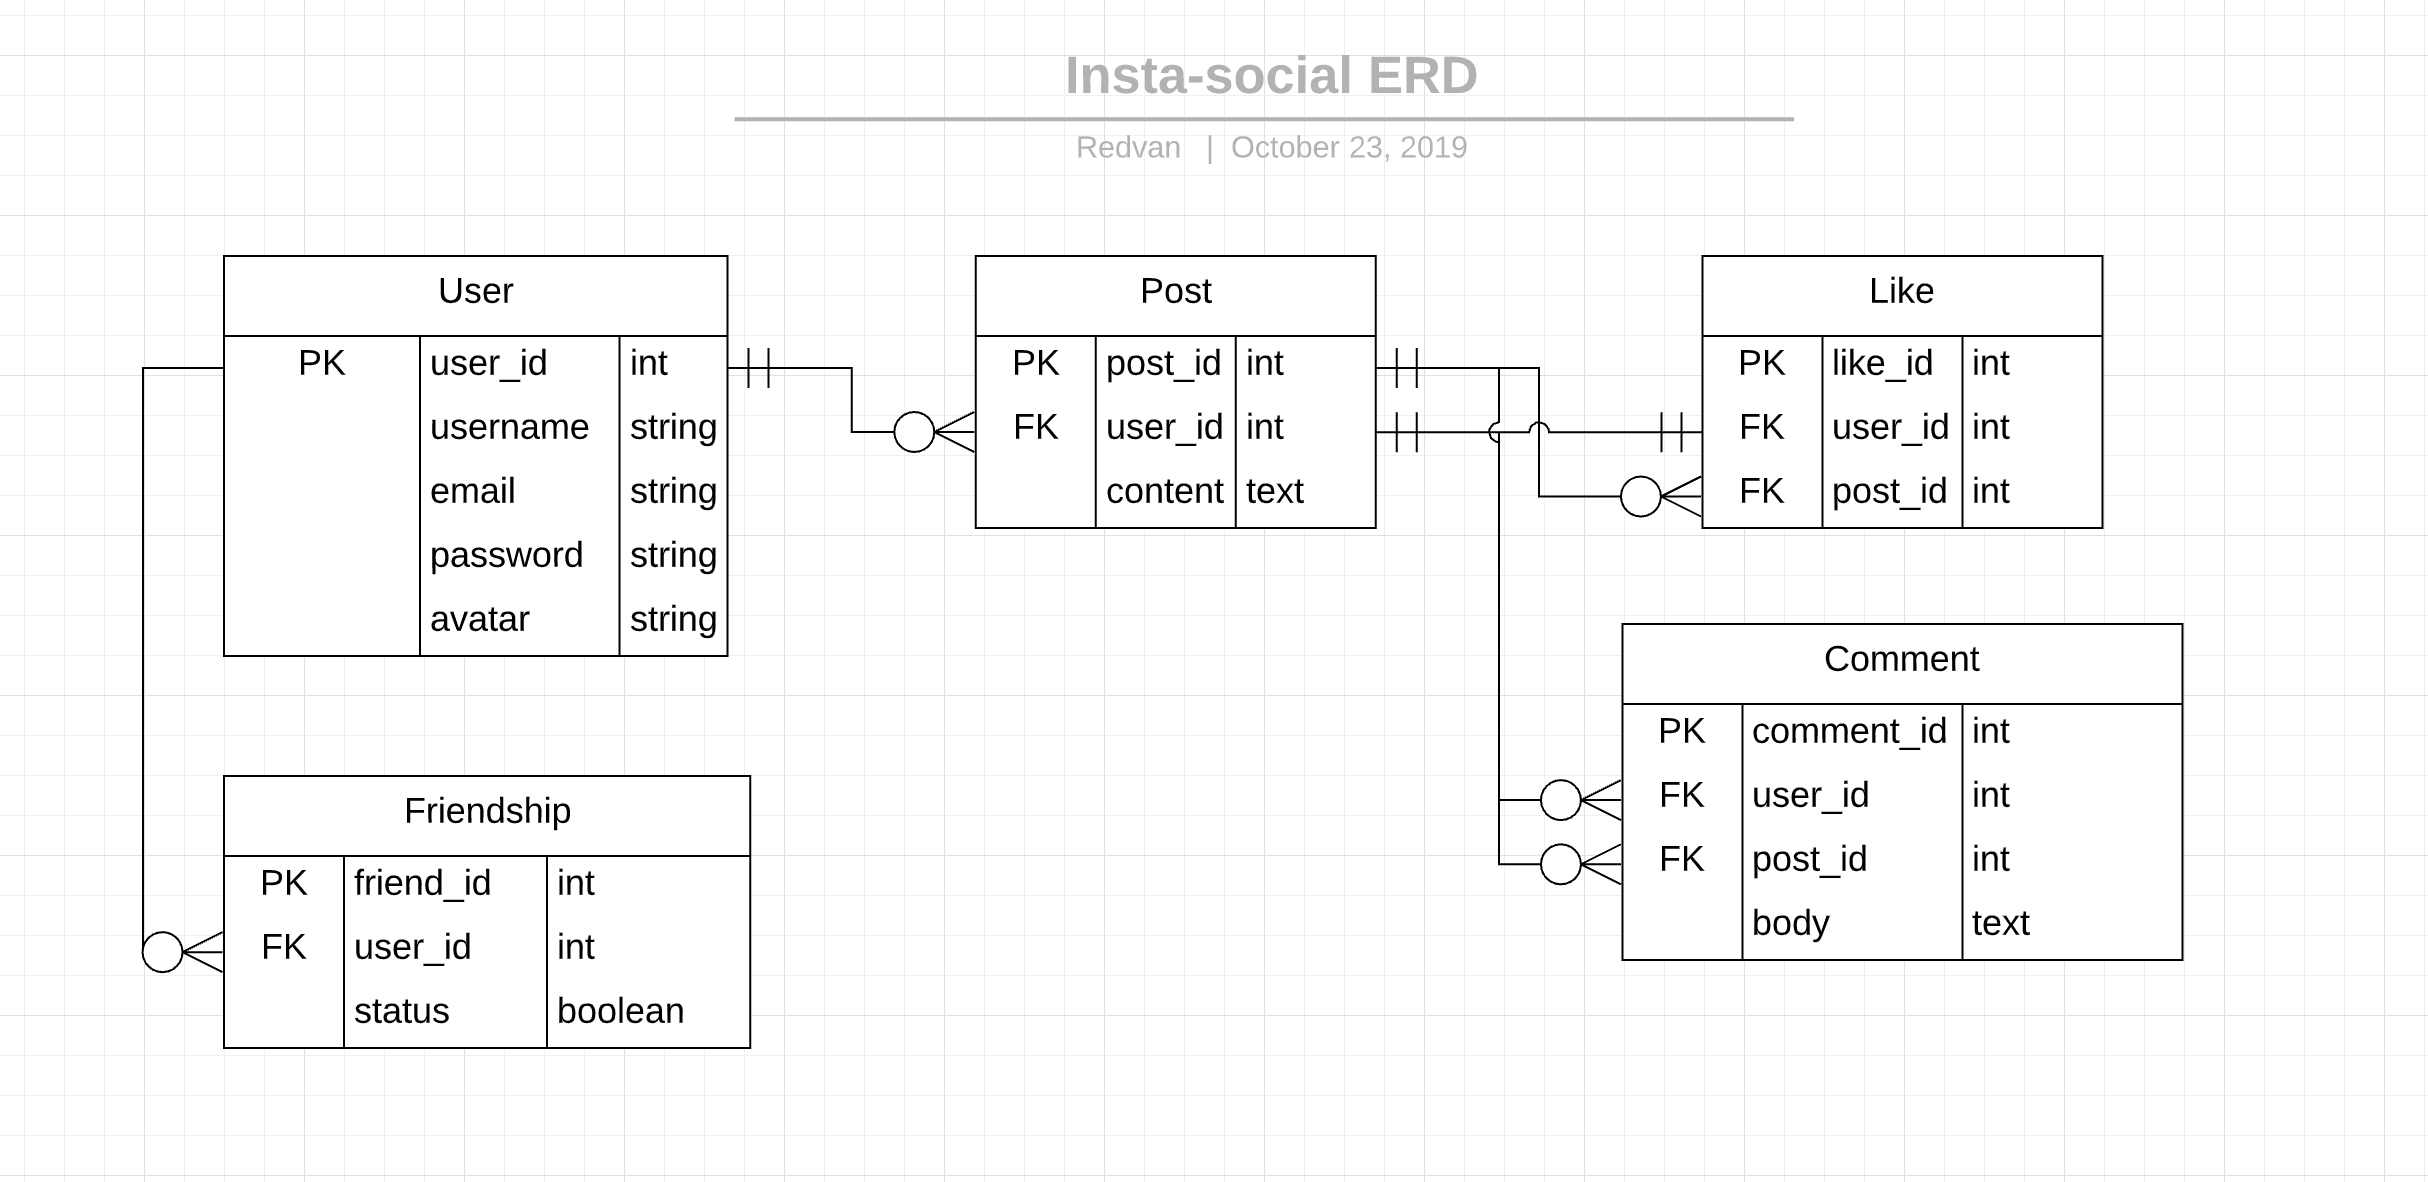 Insta-social ERD
Redvan | October 23, 2019
User
PK user_id int
username string
email string
password string
avatar string
Post
PK post_id int
FK user_id int
content text
Like
PK like_id int
FK user_id int
FK post_id int
Comment
PK comment_id int
FK user_id int
FK post_id int
body text
Friendship
PK friend_id int
FK user_id int
status boolean